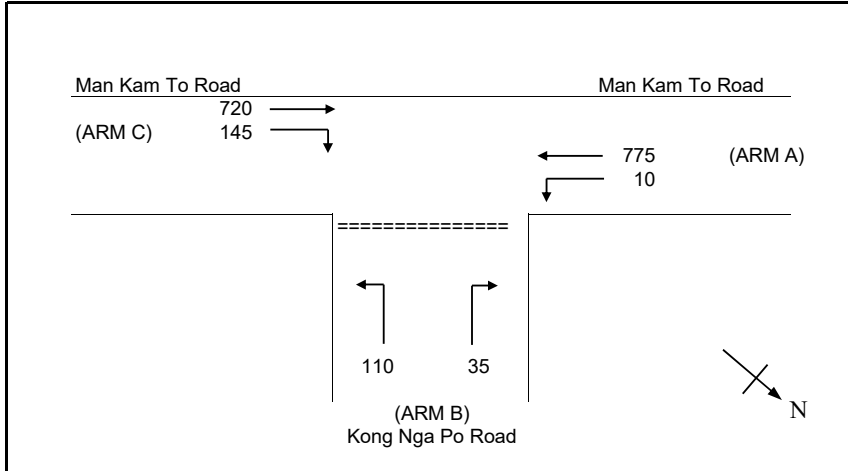 Man Kam To Road
Man Kam To Road
720
(ARM C)
145
775
(ARM A)
10
110
35
(ARM B)
Kong Nga Po Road
N